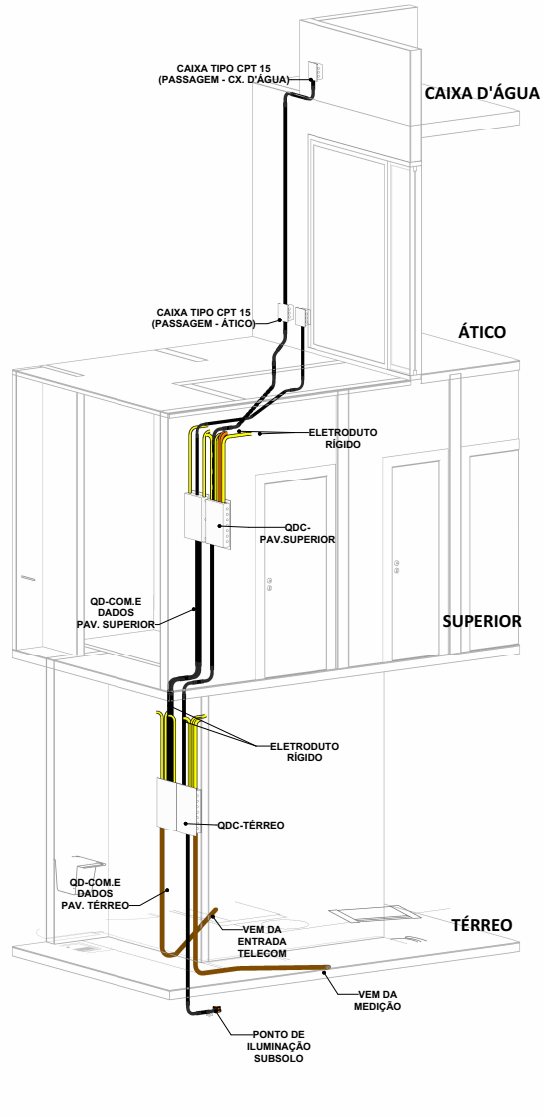 CAIXA TIPO CPT 15
(PASSAGEM - CX. D'ÁGUA)
CAIXA D'ÁGUA
CAIXA TIPO CPT 15
(PASSAGEM - ÁTICO)
ÁTICO
ELETRODUTO
RÍGIDO
QDC-
PAV.SUPERIOR
QD-COM.E
DADOS
PAV. SUPERIOR
SUPERIOR
ELETRODUTO
RÍGIDO
QDC-TÉRREO
QD-COM.E
DADOS
PAV. TÉRREO
TÉRREO
VEM DA
ENTRADA
TELECOM
VEM DA
MEDIÇÃO
PONTO DE
ILUMINAÇÃO
SUBSOLO